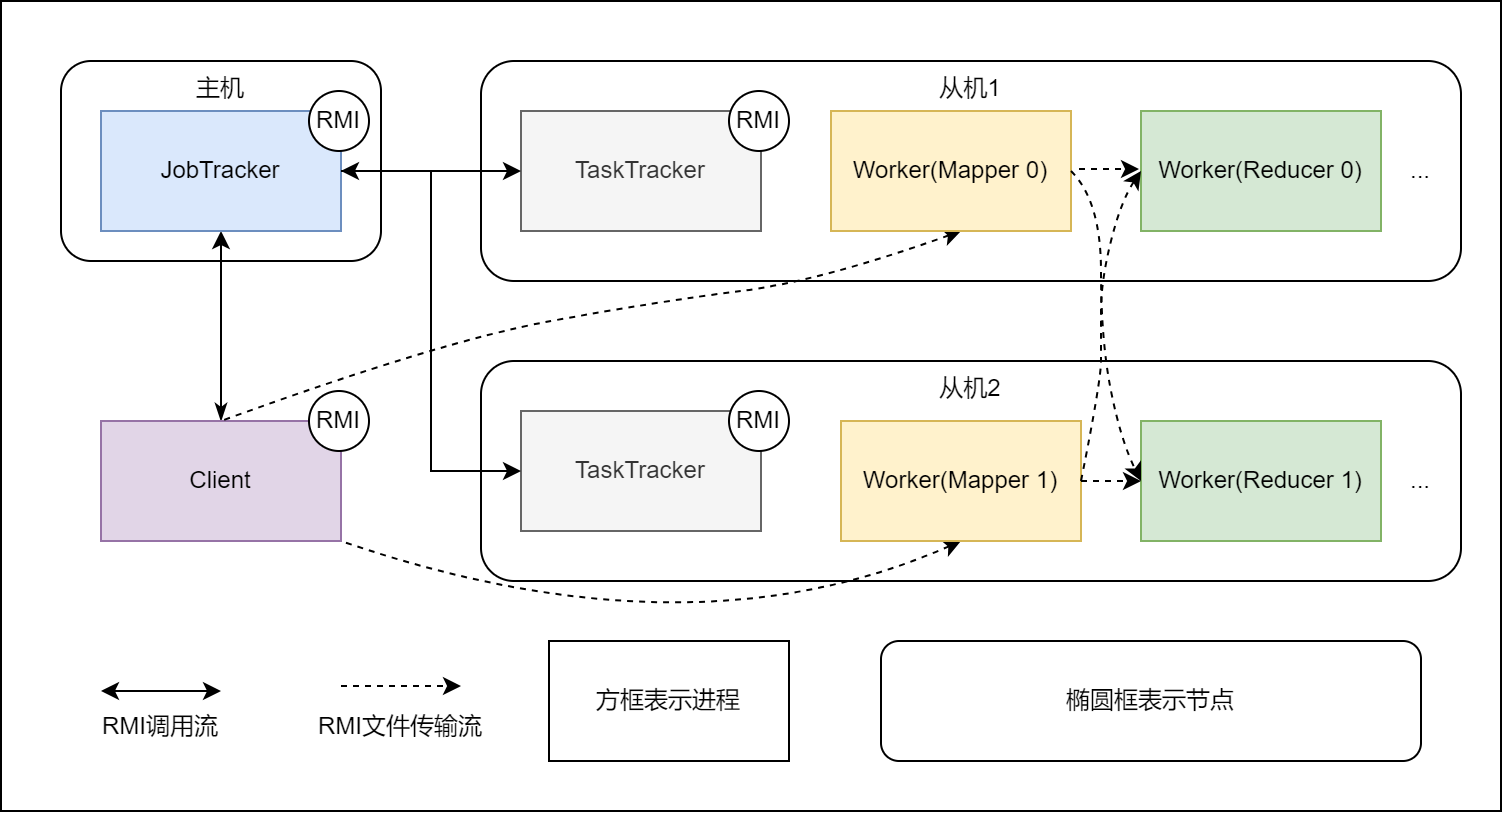 主机
RMI
JobTracker
从机1
RMI
TaskTracker
Worker(Mapper 0)
Worker(Reducer 0)
...
RMI
Client
从机2
RMI
TaskTracker
Worker(Mapper 1)
Worker(Reducer 1)
...
RMI调用流
RMI文件传输流
方框表示进程
椭圆框表示节点